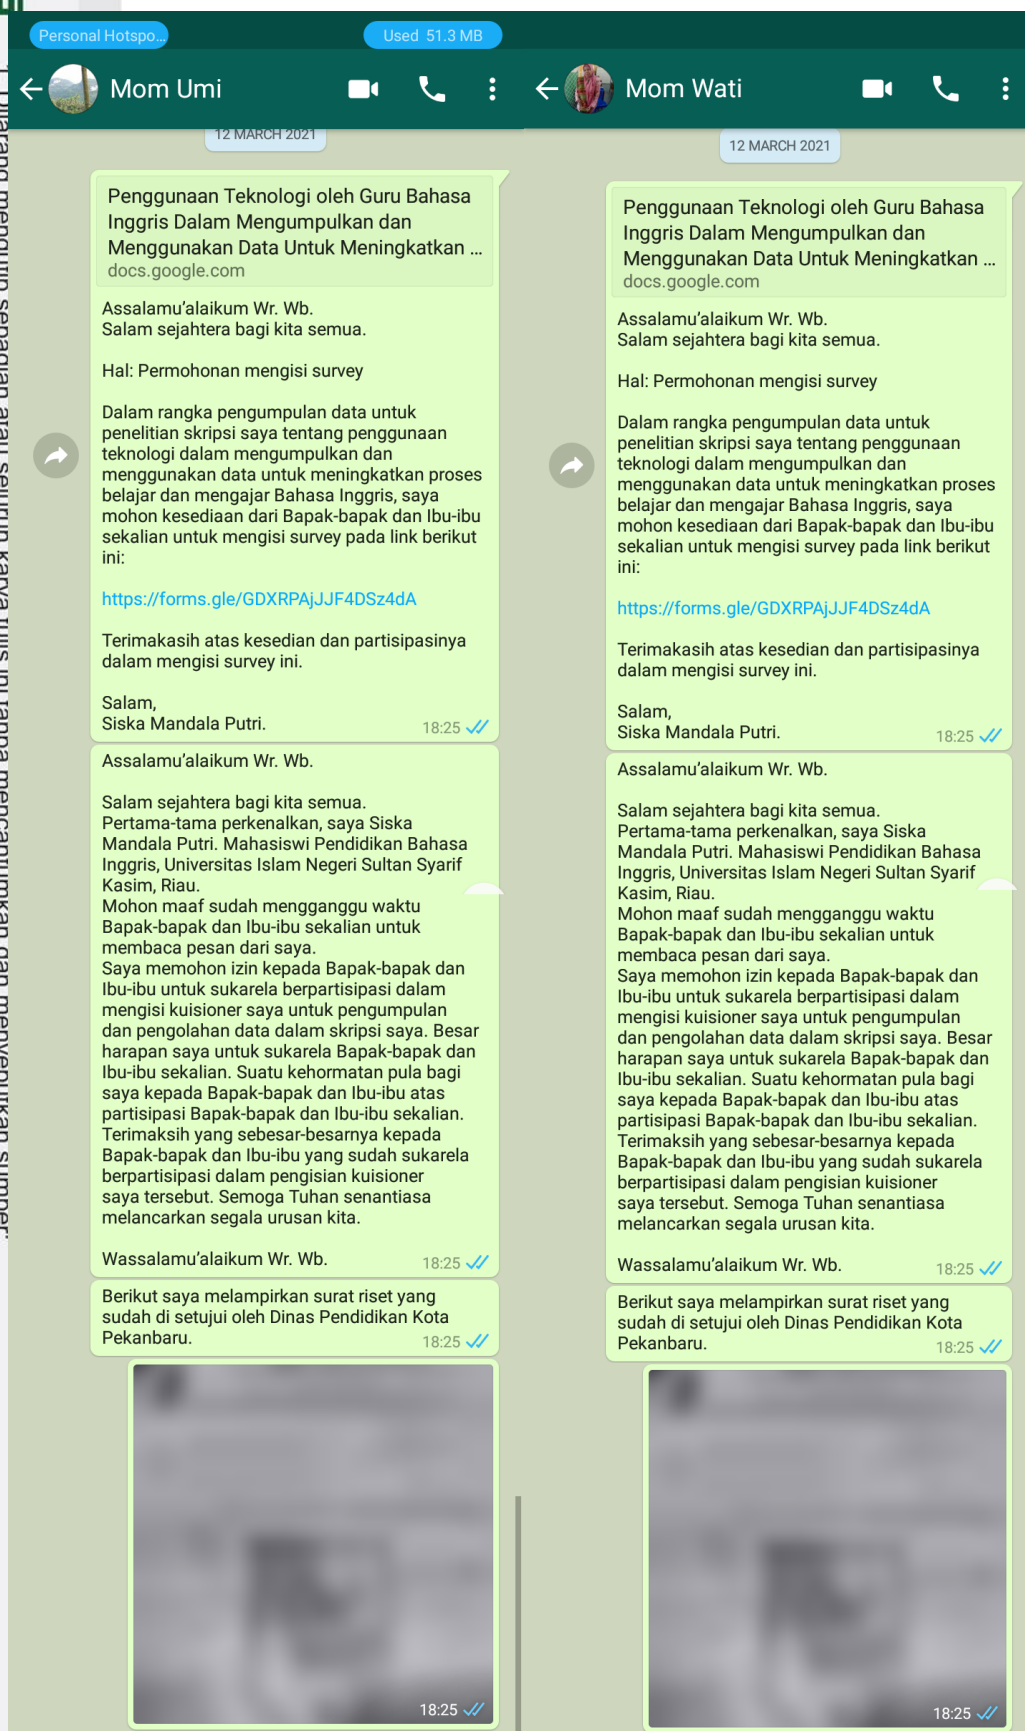 Personal Hotspo...
Used 51.3 MB
Mom Umi
12 MARCH 2021
Penggunaan Teknologi oleh Guru Bahasa
Inggris Dalam Mengumpulkan dan
Menggunakan Data Untuk Meningkatkan ...
docs.google.com
Assalamu'alaikum Wr. Wb.
Salam sejahtera bagi kita semua.
Hal: Permohonan mengisi survey
Dalam rangka pengumpulan data untuk
penelitian skripsi saya tentang penggunaan
teknologi dalam mengumpulkan dan
menggunakan data untuk meningkatkan proses
belajar dan mengajar Bahasa Inggris, saya
mohon kesediaan dari Bapak-bapak dan Ibu-ibu
sekalian untuk mengisi survey pada link berikut
ini:
https://forms.gle/GDXRPAjJJF4DSz4dA
Terimakasih atas kesedian dan partisipasinya
dalam mengisi survey ini.
Salam,
Siska Mandala Putri.
18:25
Assalamu'alaikum Wr. Wb.
Salam sejahtera bagi kita semua.
Pertama-tama perkenalkan, saya Siska
Mandala Putri. Mahasiswi Pendidikan Bahasa
Inggris, Universitas Islam Negeri Sultan Syarif
Kasim, Riau.
Mohon maaf sudah mengganggu waktu
Bapak-bapak dan Ibu-ibu sekalian untuk
membaca pesan dari saya.
Saya memohon izin kepada Bapak-bapak dan
Ibu-ibu untuk sukarela berpartisipasi dalam
mengisi kuisioner saya untuk pengumpulan
dan pengolahan data dalam skripsi saya. Besar
harapan saya untuk sukarela Bapak-bapak dan
Ibu-ibu sekalian. Suatu kehormatan pula bagi
saya kepada Bapak-bapak dan Ibu-ibu atas
partisipasi Bapak-bapak dan Ibu-ibu sekalian.
Terimaksih yang sebesar-besarnya kepada
Bapak-bapak dan Ibu-ibu yang sudah sukarela
berpartisipasi dalam pengisian kuisioner
saya tersebut. Semoga Tuhan senantiasa
melancarkan segala urusan kita.
Wassalamu'alaikum Wr. Wb.
18:25
Berikut saya melampirkan surat riset yang
sudah di setujui oleh Dinas Pendidikan Kota
Pekanbaru.
18:25
18:25
Mom Wati
12 MARCH 2021
Penggunaan Teknologi oleh Guru Bahasa
Inggris Dalam Mengumpulkan dan
Menggunakan Data Untuk Meningkatkan ...
docs.google.com
Assalamu'alaikum Wr. Wb.
Salam sejahtera bagi kita semua.
Hal: Permohonan mengisi survey
Dalam rangka pengumpulan data untuk
penelitian skripsi saya tentang penggunaan
teknologi dalam mengumpulkan dan
menggunakan data untuk meningkatkan proses
belajar dan mengajar Bahasa Inggris, saya
mohon kesediaan dari Bapak-bapak dan Ibu-ibu
sekalian untuk mengisi survey pada link berikut
ini:
https://forms.gle/GDXRPAjJJF4DSz4dA
Terimakasih atas kesedian dan partisipasinya
dalam mengisi survey ini.
Salam,
Siska Mandala Putri.
18:25
Assalamu'alaikum Wr. Wb.
Salam sejahtera bagi kita semua.
Pertama-tama perkenalkan, saya Siska
Mandala Putri. Mahasiswi Pendidikan Bahasa
Inggris, Universitas Islam Negeri Sultan Syarif
Kasim, Riau.
Mohon maaf sudah mengganggu waktu
Bapak-bapak dan Ibu-ibu sekalian untuk
membaca pesan dari saya.
Saya memohon izin kepada Bapak-bapak dan
Ibu-ibu untuk sukarela berpartisipasi dalam
mengisi kuisioner saya untuk pengumpulan
dan pengolahan data dalam skripsi saya. Besar
harapan saya untuk sukarela Bapak-bapak dan
Ibu-ibu sekalian. Suatu kehormatan pula bagi
saya kepada Bapak-bapak dan Ibu-ibu atas
partisipasi Bapak-bapak dan Ibu-ibu sekalian.
Terimaksih yang sebesar-besarnya kepada
Bapak-bapak dan Ibu-ibu yang sudah sukarela
berpartisipasi dalam pengisian kuisioner
saya tersebut. Semoga Tuhan senantiasa
melancarkan segala urusan kita.
Wassalamu'alaikum Wr. Wb.
18:25
Berikut saya melampirkan surat riset yang
sudah di setujui oleh Dinas Pendidikan Kota
Pekanbaru.
18:25
18:25